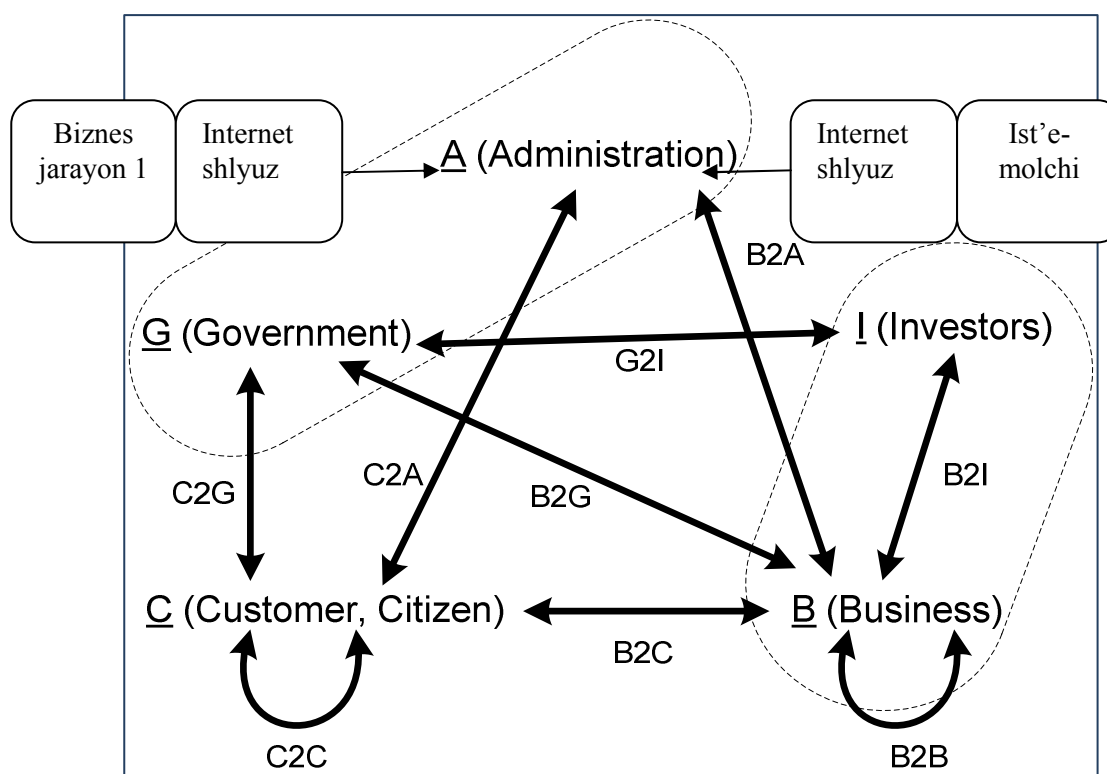 Biznes
jarayon 1
Internet
shlyuz
A (Administration)
Internet
shlyuz
Ist’e-
molchi
B2A
G (Government)
I (Investors)
G2I
C2G
C2A
B2G
B2I
C (Customer, Citizen)
B (Business)
B2C
C2C
B2B